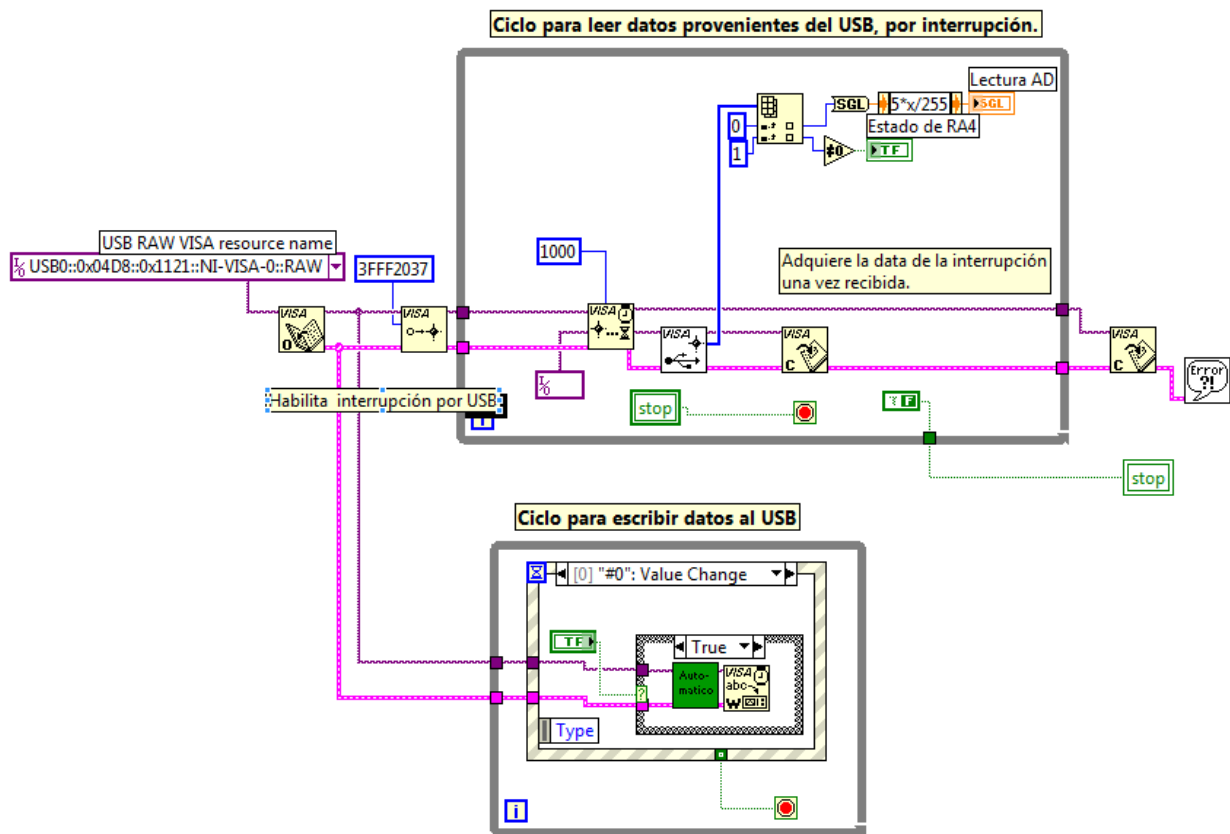 Ciclo para leer datos provenientes del USB, por interrupción.
Lectura AD
SGL
5*x/255
SGL
0
Estado de RA4
1
≠0
TF
USB RAW VISA resource name
I/O USB0::0x04D8::0x1121::NI-VISA-0::RAW
3FFF2037
1000
Adquiere la data de la interrupción
una vez recibida.
VISA
O
VISA
VISA
VISA
VISA
C
VISA
C
Error
?!
I/O
Habilita interrupción por USB
i
stop
F
stop
Ciclo para escribir datos al USB
[0] "#0": Value Change
TF
True
Auto-
matico
VISA
abc
W
?
Type
i